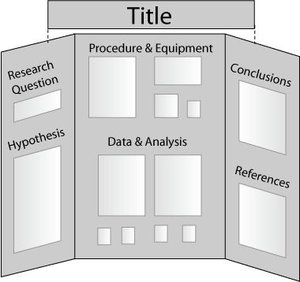 Title
Research
Question
Hypothesis
Procedure & Equipment
Data & Analysis
Conclusions
References